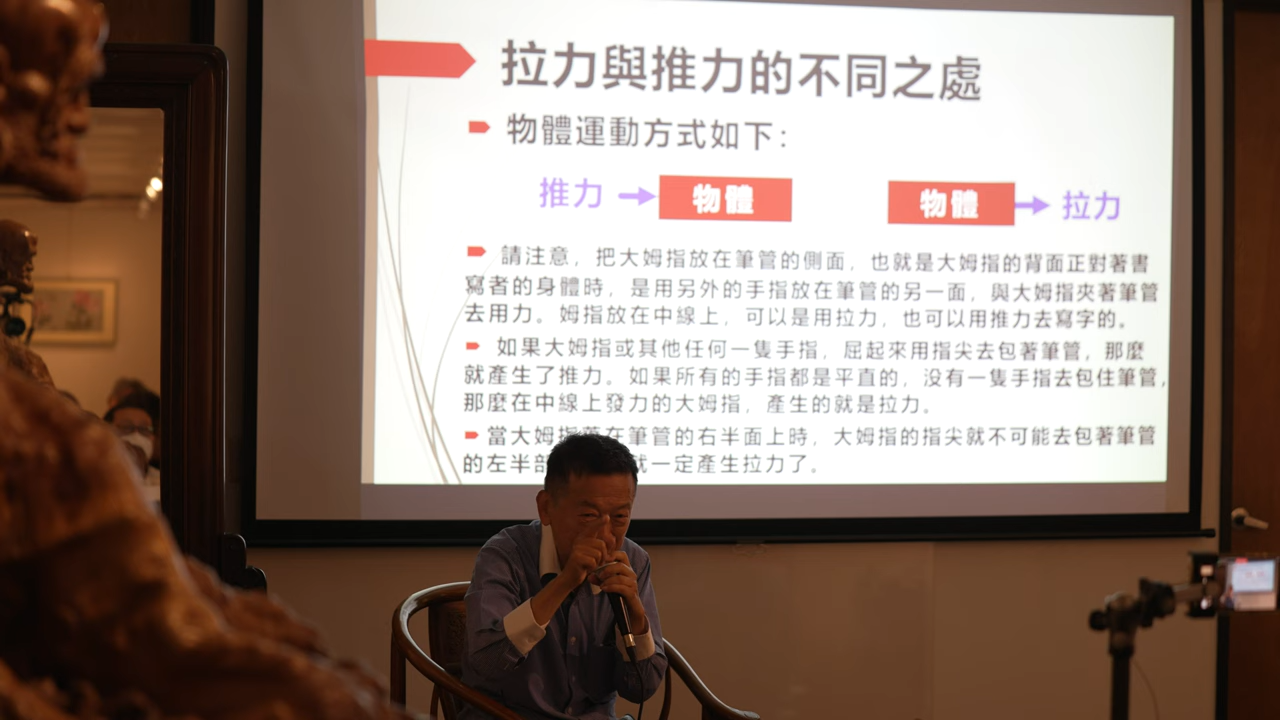 拉力與推力的不同之處
物體運動方式如下：
推力 物體 物體 拉力
請注意，把大姆指放在筆管的側面，也就是大姆指的背面正對著書
寫者的身體時，是用另外的手指放在筆管的另一面，與大姆指夾著筆管
去用力。姆指放在中線上，可以是用拉力，也可以用推力去寫字的。
如果大姆指或其他任何一隻手指，屈起來用指尖去包著筆管，那麼
就產生了推力。如果所有的手指都是平直的，没有一隻手指去包住筆管，
那麼在中線上發力的大姆指，產生的就是拉力。
當大姆指在筆管的右半面上時，大姆指的指尖就不可能去包著筆管
的左半部就一定產生拉力了。